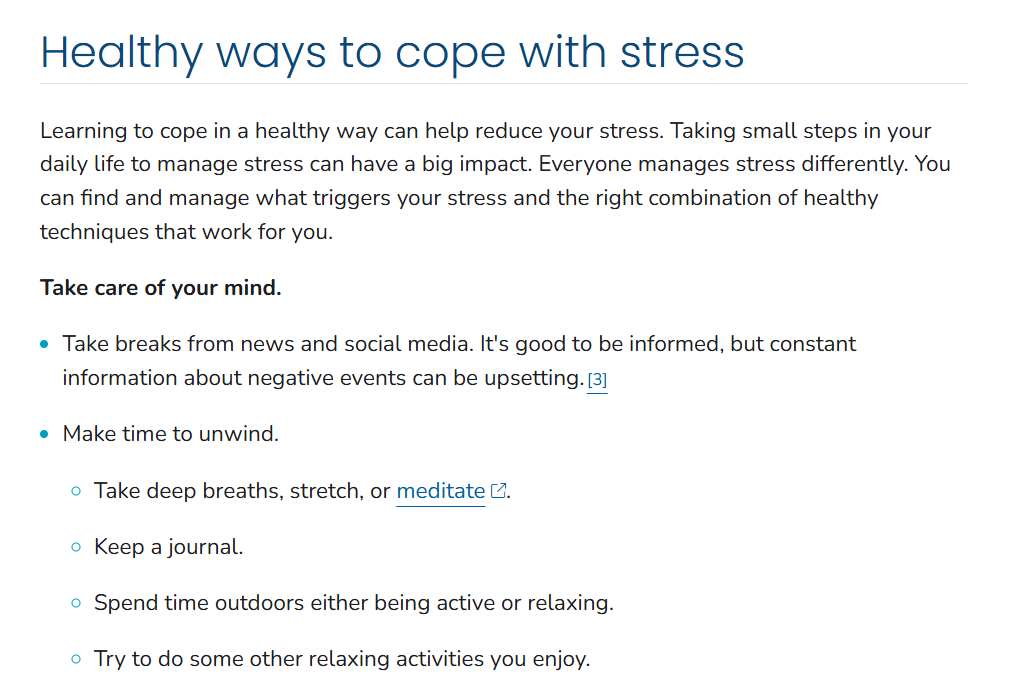 Healthy ways to cope with stress
Learning to cope in a healthy way can help reduce your stress. Taking small steps in your
daily life to manage stress can have a big impact. Everyone manages stress differently. You
can find and manage what triggers your stress and the right combination of healthy
techniques that work for you.
Take care of your mind.
Take breaks from news and social media. It's good to be informed, but constant
information about negative events can be upsetting. [3]
Make time to unwind.
Take deep breaths, stretch, or meditate.
Keep a journal.
Spend time outdoors either being active or relaxing.
Try to do some other relaxing activities you enjoy.